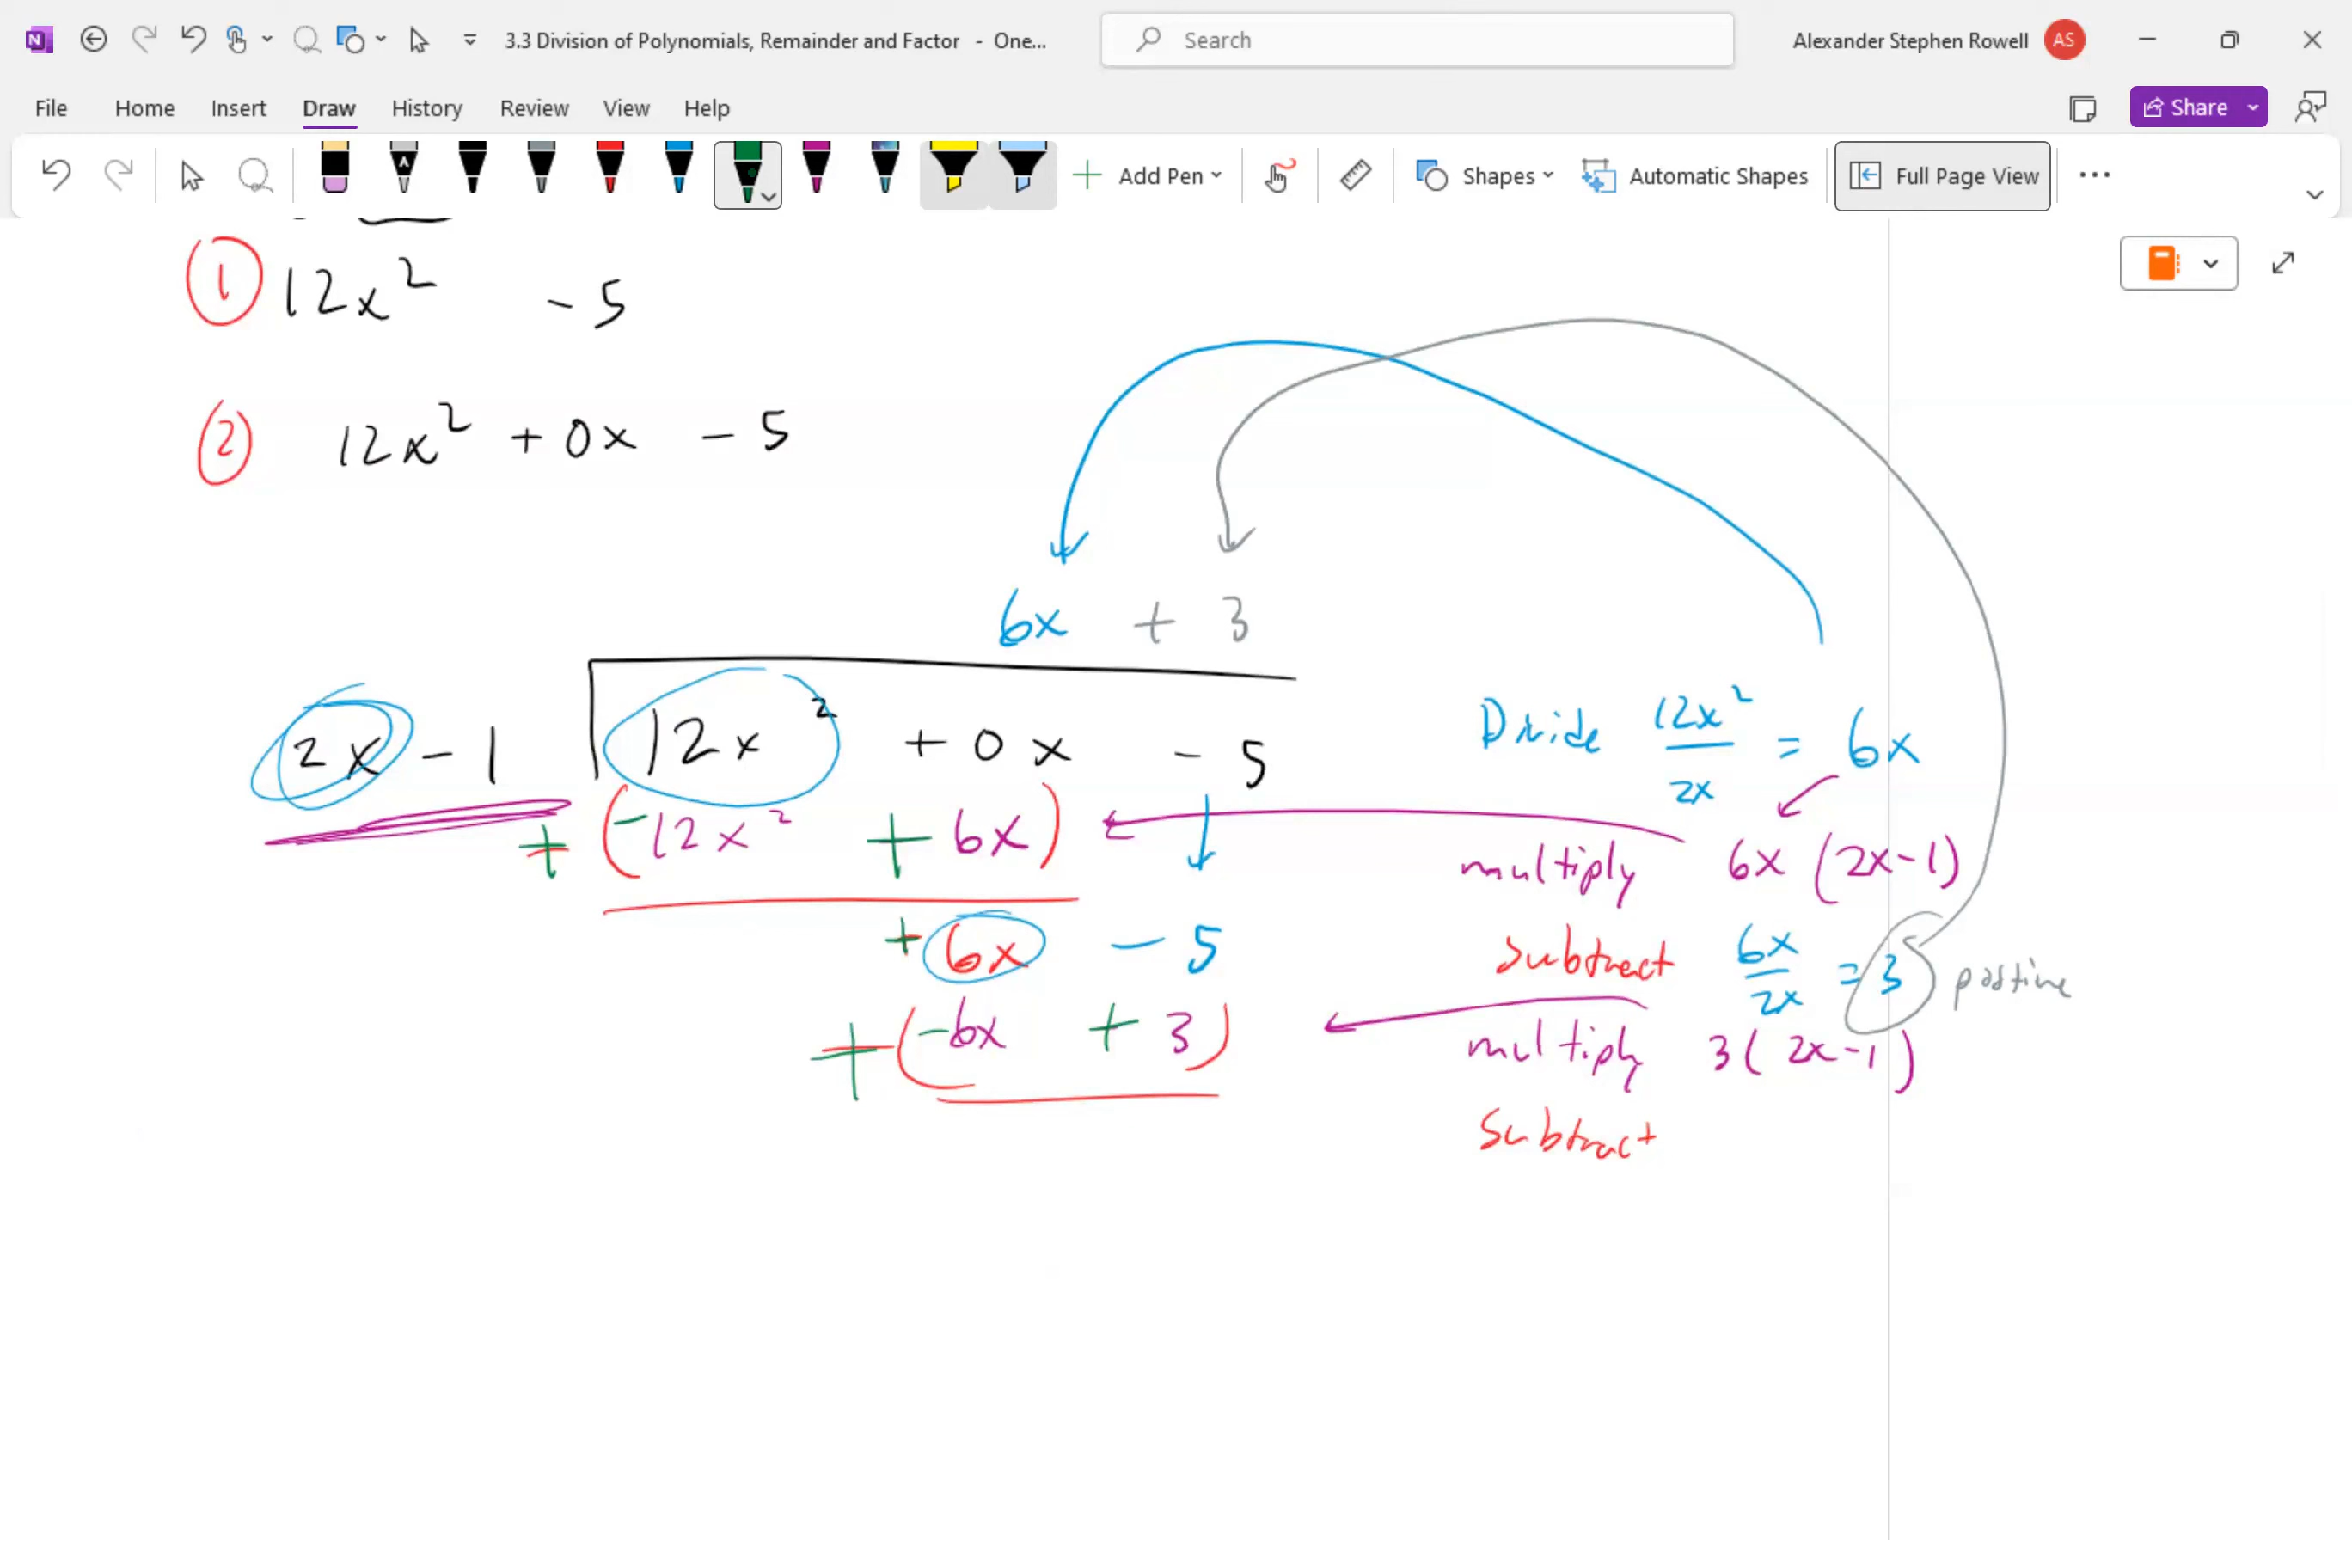 3.3 Division of Polynomials, Remainder and Factor - One...
Search
Alexander Stephen Rowell AS
File Home Insert Draw History Review View Help
Share
A
Add Pen
Shapes
Automatic Shapes
Full Page View
① 12x² - 5
② 12x² + 0x - 5
6x + 3
2x - 1 12x² + 0x - 5
Divide 12x²/2x = 6x
+ (-12x² + 6x)
multiply 6x (2x-1)
+ 6x - 5
subtract 6x/2x = 3 positive
+ (-6x + 3)
multiply 3(2x-1)
subtract